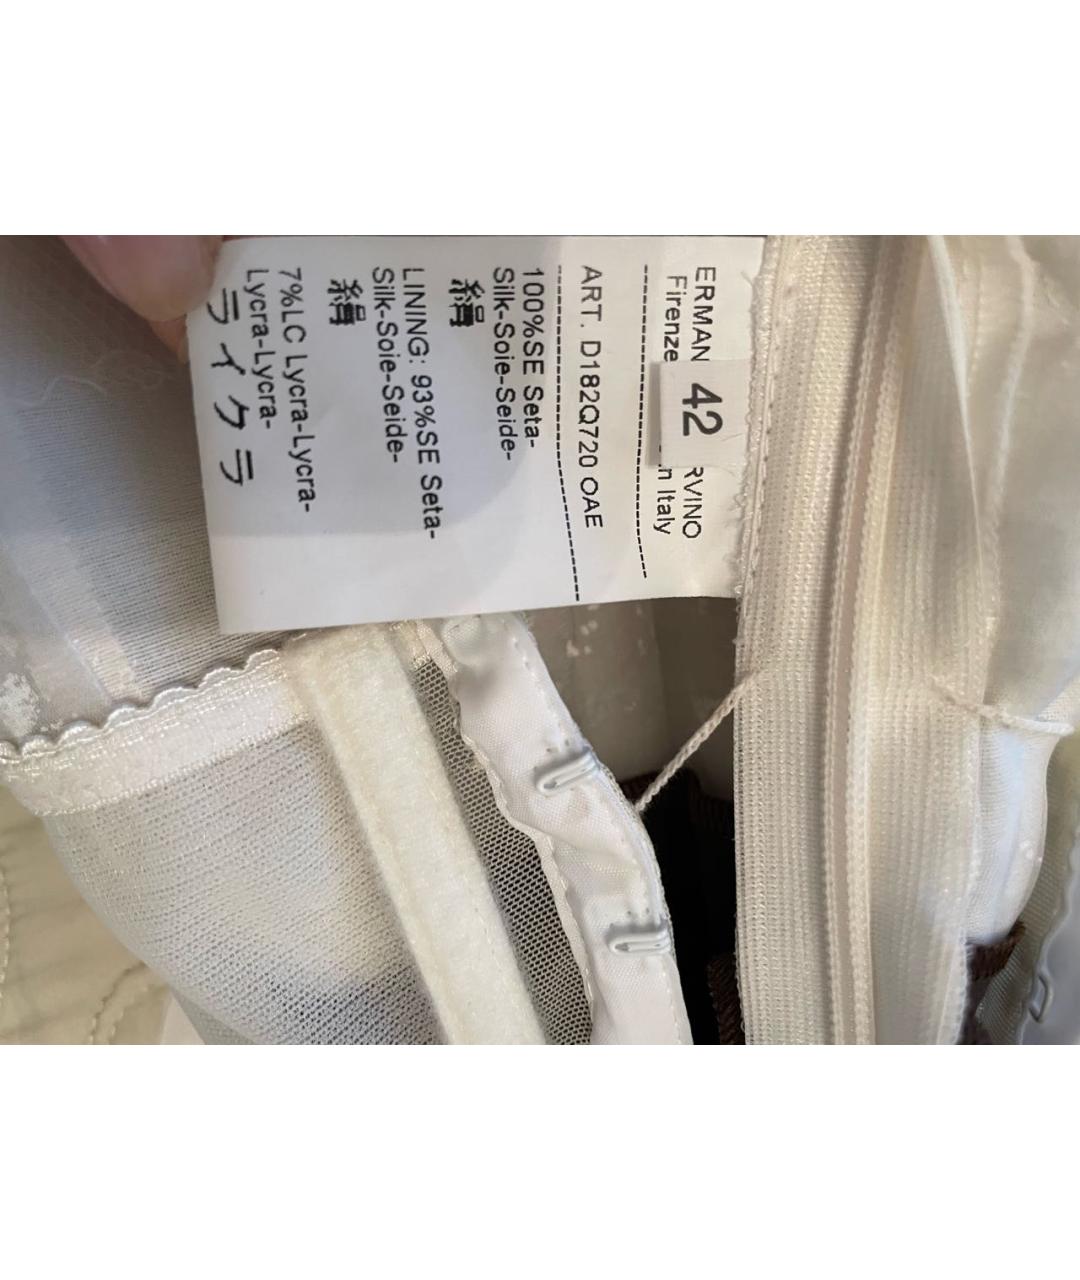 ERMAN 42 RVINO
Firenze n Italy
ART. D182Q720 OAE
100%SE Seta-
Silk-Soie-Seide-
絹
LINING: 93%SE Seta-
Silk-Soie-Seide-
絹
7%LC Lycra-Lycra-
Lycra-Lycra-
ライクラ